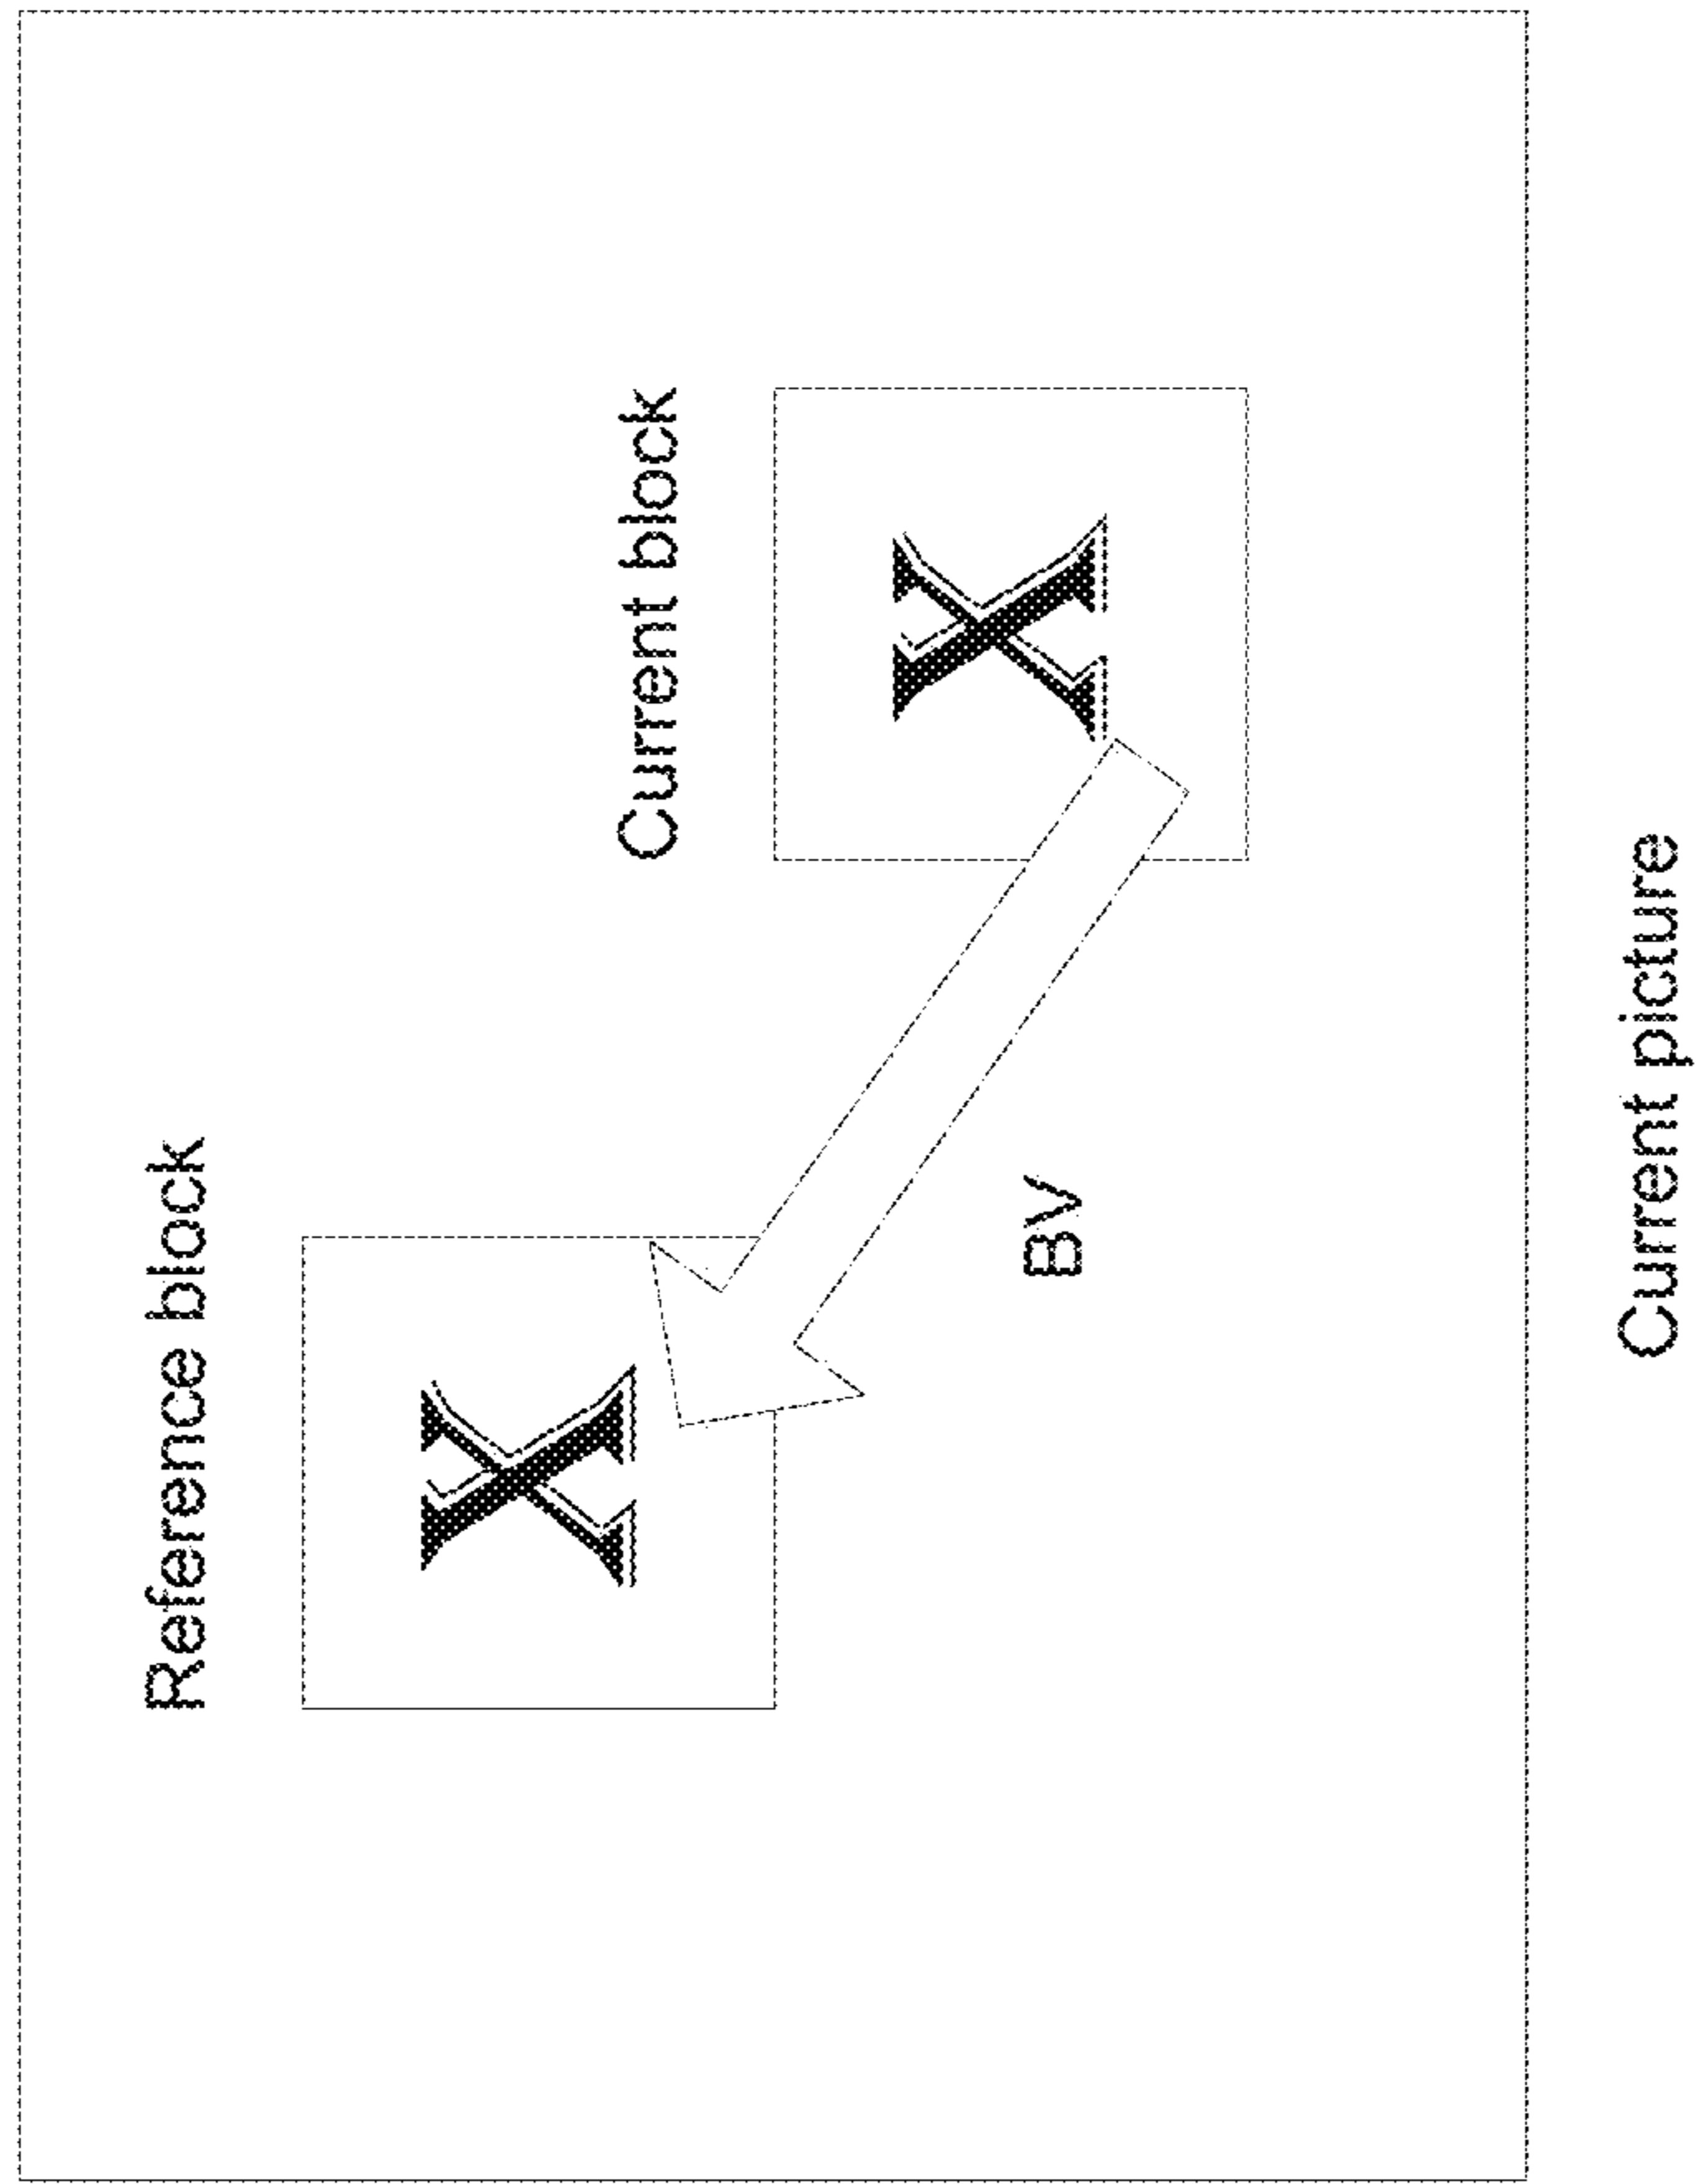 Reference block
X
Current block
X
BV
Current picture